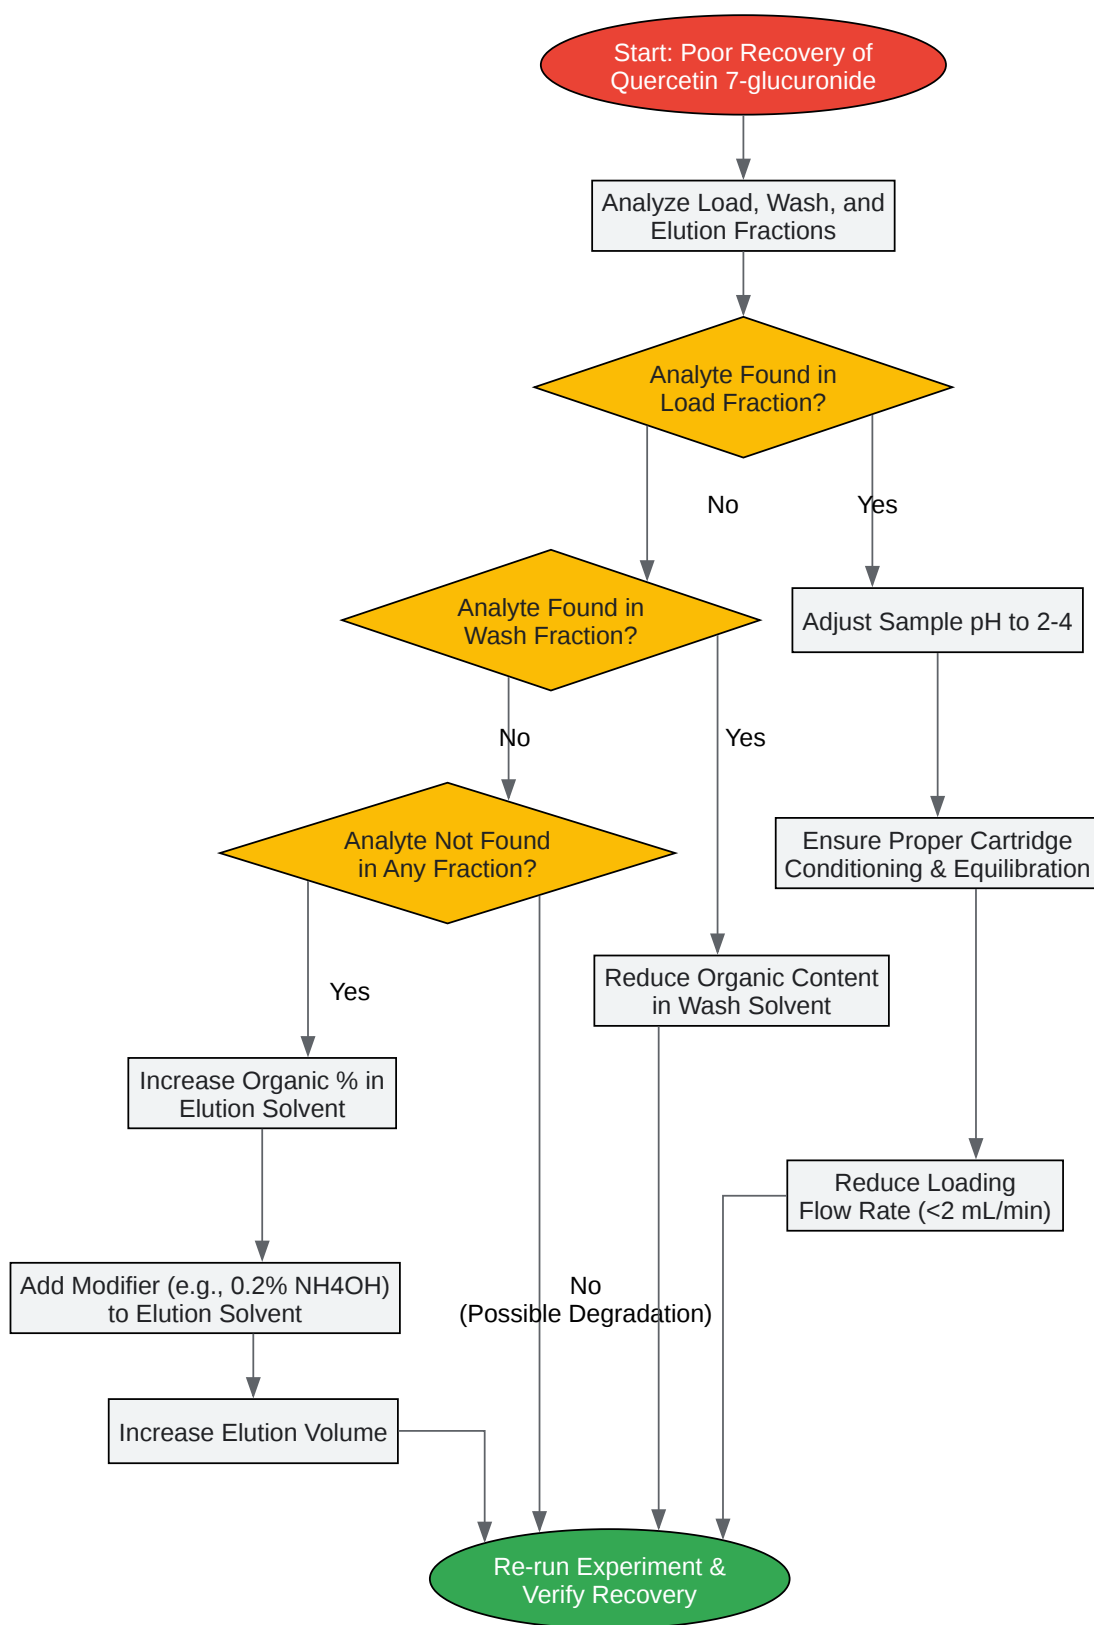 Start: Poor Recovery of
Quercetin 7-glucuronide
Analyze Load, Wash, and
Elution Fractions
Analyte Found in
Load Fraction?
No
Yes
Analyte Found in
Wash Fraction?
Adjust Sample pH to 2-4
No
Yes
Analyte Not Found
in Any Fraction?
Ensure Proper Cartridge
Conditioning & Equilibration
Yes
Reduce Organic Content
in Wash Solvent
Increase Organic % in
Elution Solvent
Reduce Loading
Flow Rate (<2 mL/min)
Add Modifier (e.g., 0.2% NH4OH)
to Elution Solvent
No
(Possible Degradation)
Increase Elution Volume
Re-run Experiment &
Verify Recovery